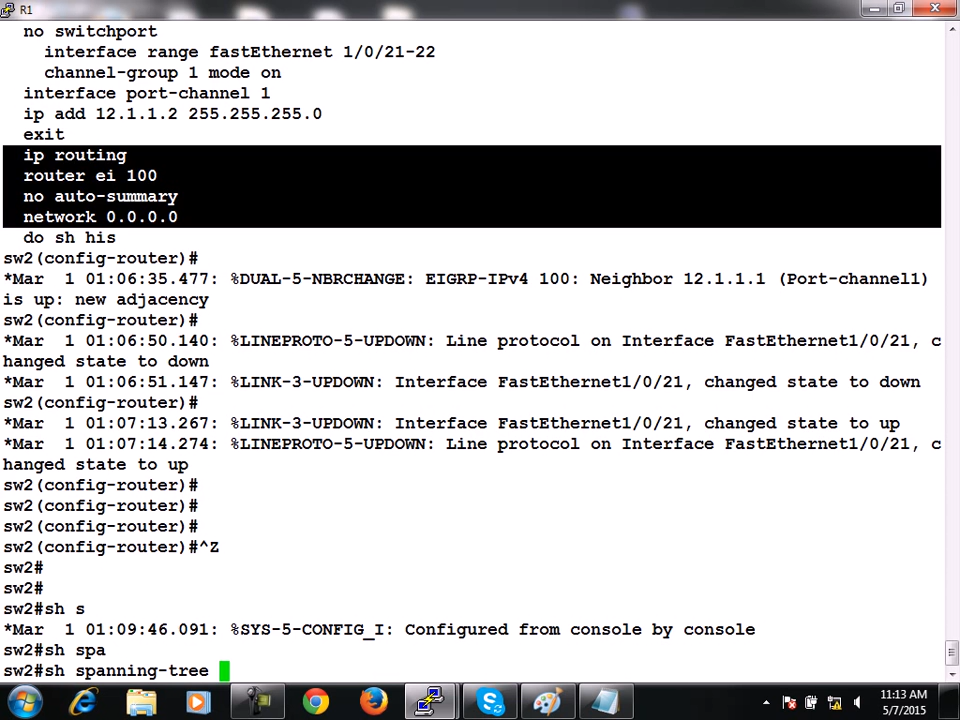 R1
no switchport
interface range fastEthernet 1/0/21-22
channel-group 1 mode on
interface port-channel 1
ip add 12.1.1.2 255.255.255.0
exit
ip routing
router ei 100
no auto-summary
network 0.0.0.0
do sh his
sw2(config-router)#
*Mar  1 01:06:35.477: %DUAL-5-NBRCHANGE: EIGRP-IPv4 100: Neighbor 12.1.1.1 (Port-channel1)
is up: new adjacency
sw2(config-router)#
*Mar  1 01:06:50.140: %LINEPROTO-5-UPDOWN: Line protocol on Interface FastEthernet1/0/21, c
hanged state to down
*Mar  1 01:06:51.147: %LINK-3-UPDOWN: Interface FastEthernet1/0/21, changed state to down
sw2(config-router)#
*Mar  1 01:07:13.267: %LINK-3-UPDOWN: Interface FastEthernet1/0/21, changed state to up
*Mar  1 01:07:14.274: %LINEPROTO-5-UPDOWN: Line protocol on Interface FastEthernet1/0/21, c
hanged state to up
sw2(config-router)#
sw2(config-router)#
sw2(config-router)#
sw2(config-router)#^Z
sw2#
sw2#
sw2#sh s
*Mar  1 01:09:46.091: %SYS-5-CONFIG_I: Configured from console by console
sw2#sh spa
sw2#sh spanning-tree
11:13 AM
5/7/2015